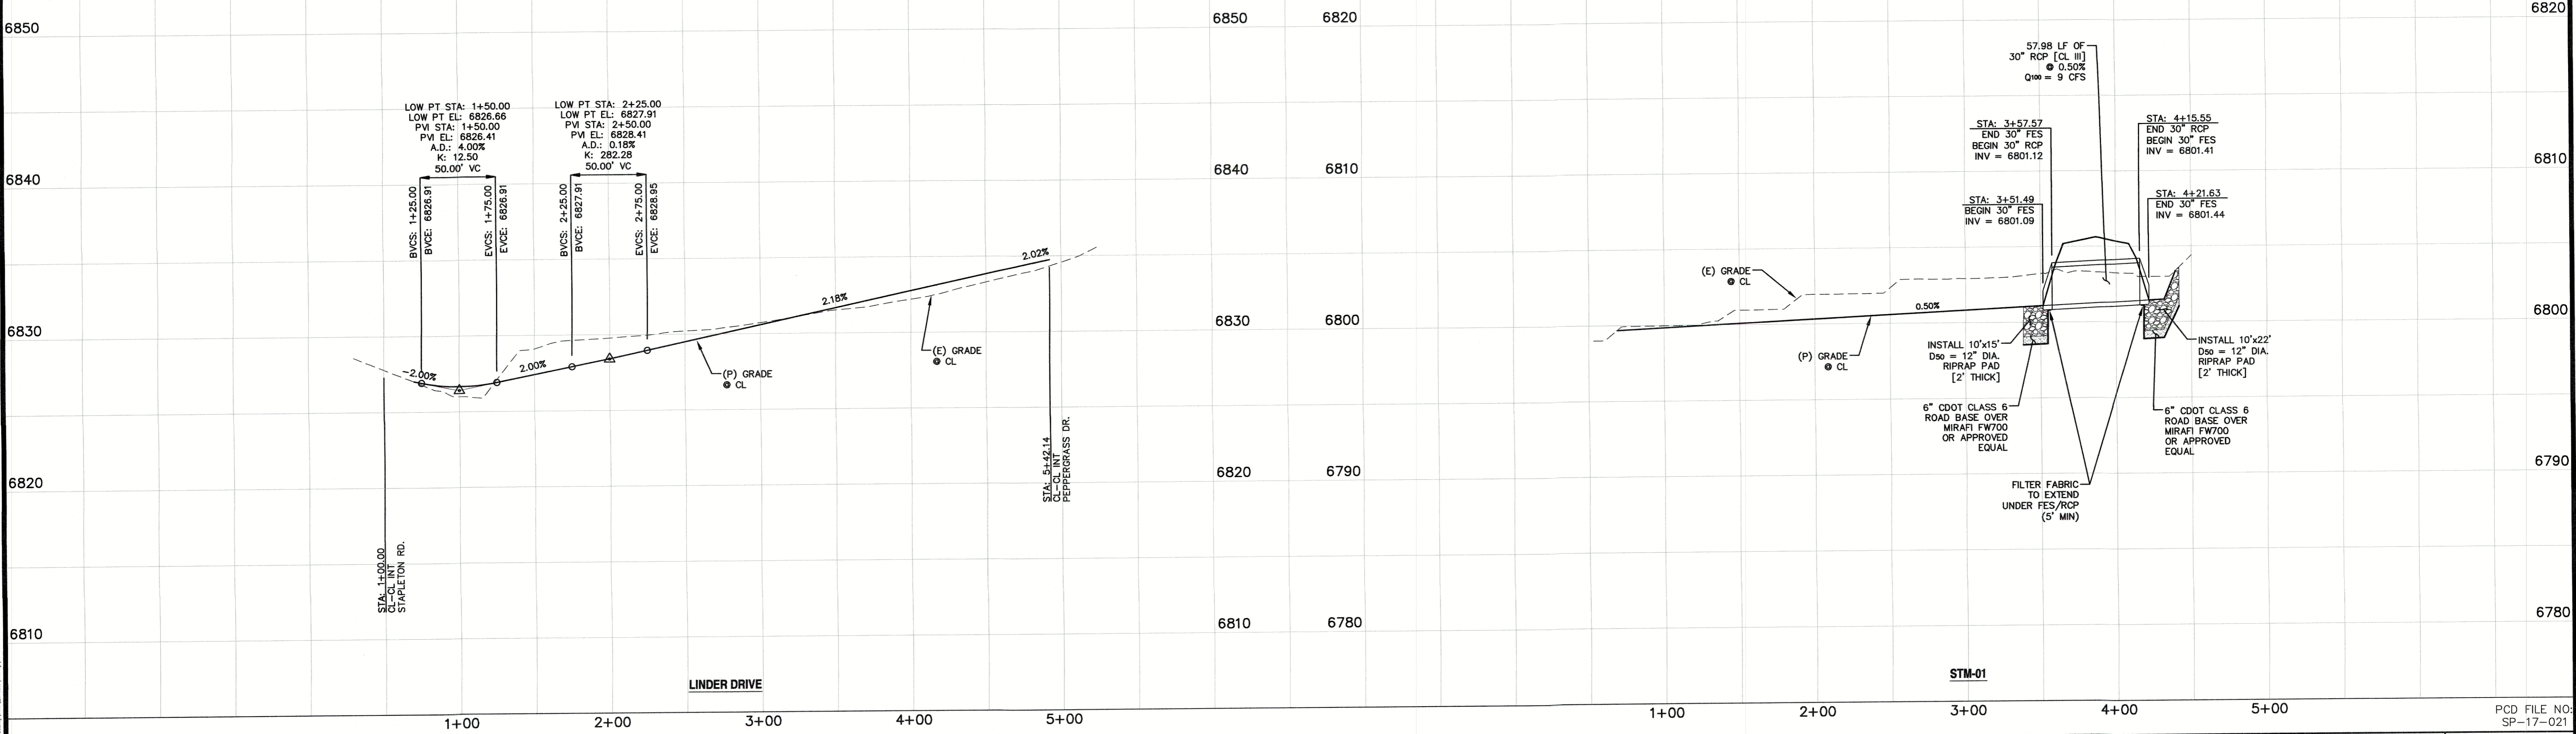 6850
6840
6830
6820
6810
LOW PT STA: 1+50.00
LOW PT EL: 6826.66
PVI STA: 1+50.00
PVI EL: 6826.41
A.D.: 4.00%
K: 12.50
50.00' VC
BVCS: 1+25.00
BVCE: 6826.91
EVCS: 1+75.00
EVCE: 6826.91
LOW PT STA: 2+25.00
LOW PT EL: 6827.91
PVI STA: 2+50.00
PVI EL: 6828.41
A.D.: 0.18%
K: 282.28
50.00' VC
BVCS: 2+25.00
BVCE: 6827.91
EVCS: 2+75.00
EVCE: 6828.95
-2.00%
2.00%
2.18%
2.02%
(P) GRADE
@ CL
(E) GRADE
@ CL
STA: 1+00.00
CL-CL INT
STAPLETON RD.
STA: 5+42.14
CL-CL INT
PEPPERGRASS DR.
LINDER DRIVE
1+00
2+00
3+00
4+00
5+00
6850
6840
6830
6820
6810
6820
6810
6800
6790
6780
57.98 LF OF
30" RCP [CL III]
@ 0.50%
Q100 = 9 CFS
STA: 3+57.57
END 30" FES
BEGIN 30" RCP
INV = 6801.12
STA: 3+51.49
BEGIN 30" FES
INV = 6801.09
STA: 4+15.55
END 30" RCP
BEGIN 30" FES
INV = 6801.41
STA: 4+21.63
END 30" FES
INV = 6801.44
(E) GRADE
@ CL
0.50%
(P) GRADE
@ CL
INSTALL 10'x15'
D50 = 12" DIA.
RIPRAP PAD
[2' THICK]
6" CDOT CLASS 6
ROAD BASE OVER
MIRAFI FW700
OR APPROVED
EQUAL
INSTALL 10'x22'
D50 = 12" DIA.
RIPRAP PAD
[2' THICK]
6" CDOT CLASS 6
ROAD BASE OVER
MIRAFI FW700
OR APPROVED
EQUAL
FILTER FABRIC
TO EXTEND
UNDER FES/RCP
(5' MIN)
STM-01
1+00
2+00
3+00
4+00
5+00
6820
6810
6800
6790
6780
PCD FILE NO:
SP-17-021